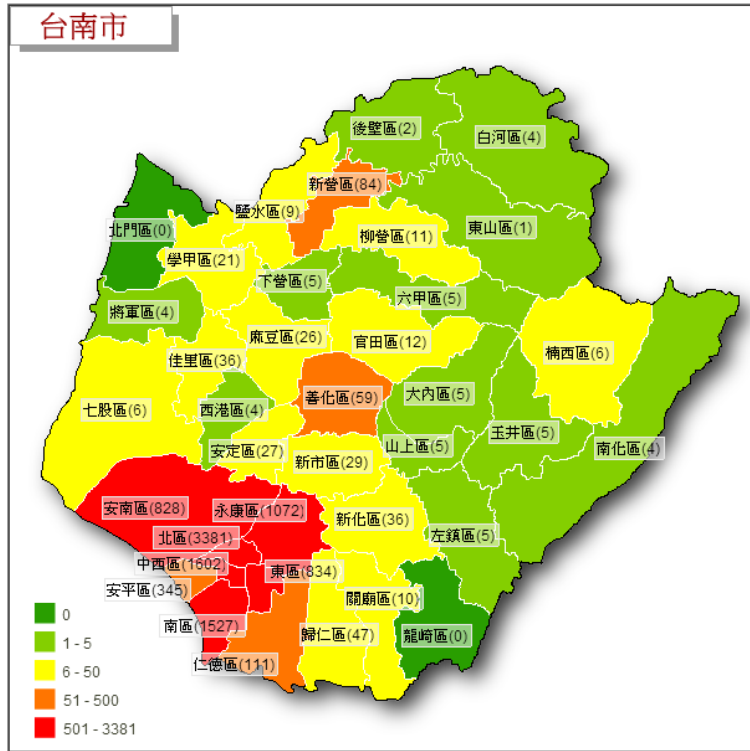 台南市
後壁區(2)
白河區(4)
新營區(84)
鹽水區(9)
北門區(0)
東山區(1)
柳營區(11)
學甲區(21)
下營區(5)
六甲區(5)
將軍區(4)
麻豆區(26)
官田區(12)
楠西區(6)
佳里區(36)
七股區(6)
西港區(4)
善化區(59)
大內區(5)
玉井區(5)
山上區(5)
南化區(4)
安定區(27)
新市區(29)
安南區(828)
永康區(1072)
新化區(36)
北區(3381)
左鎮區(5)
中西區(1602)
東區(834)
安平區(345)
關廟區(10)
南區(1527)
歸仁區(47)
龍崎區(0)
仁德區(111)
0
1 - 5
6 - 50
51 - 500
501 - 3381